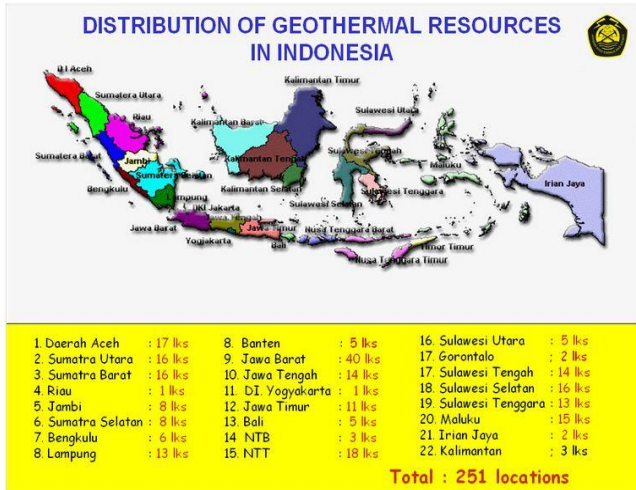 DISTRIBUTION OF GEOTHERMAL RESOURCES
IN INDONESIA
D I Aceh
Sumatera Utara
Riau
Sumatera Barat
Jambi
Bengkulu
Lampung
DKI Jakarta
Jawa Barat
Yogyakarta
Jawa Timur
Bali
Nusa Tenggara Barat
Nusa Tenggara Timur
Timor Timur
Kalimantan Timur
Kalimantan Barat
Kalimantan Tengah
Kalimantan Selatan
Sulawesi Utara
Sulawesi Tengah
Sulawesi Selatan
Sulawesi Tenggara
Maluku
Irian Jaya
1. Daerah Aceh : 17 lks
2. Sumatra Utara : 16 lks
3. Sumatra Barat : 16 lks
4. Riau : 1 lks
5. Jambi : 8 lks
6. Sumatra Selatan : 8 lks
7. Bengkulu : 6 lks
8. Lampung : 13 lks
8. Banten : 5 lks
9. Jawa Barat : 40 lks
10. Jawa Tengah : 14 lks
11. DI. Yogyakarta : 1 lks
12. Jawa Timur : 11 lks
13. Bali : 5 lks
14 NTB : 3 lks
15. NTT : 18 lks
16. Sulawesi Utara : 5 lks
17. Gorontalo ; 2 lks
17. Sulawesi Tengah : 14 lks
18. Sulawesi Selatan : 16 lks
19. Sulawesi Tenggara : 13 lks
20. Maluku : 15 lks
21. Irian Jaya : 2 lks
22. Kalimantan ; 3 lks
Total : 251 locations